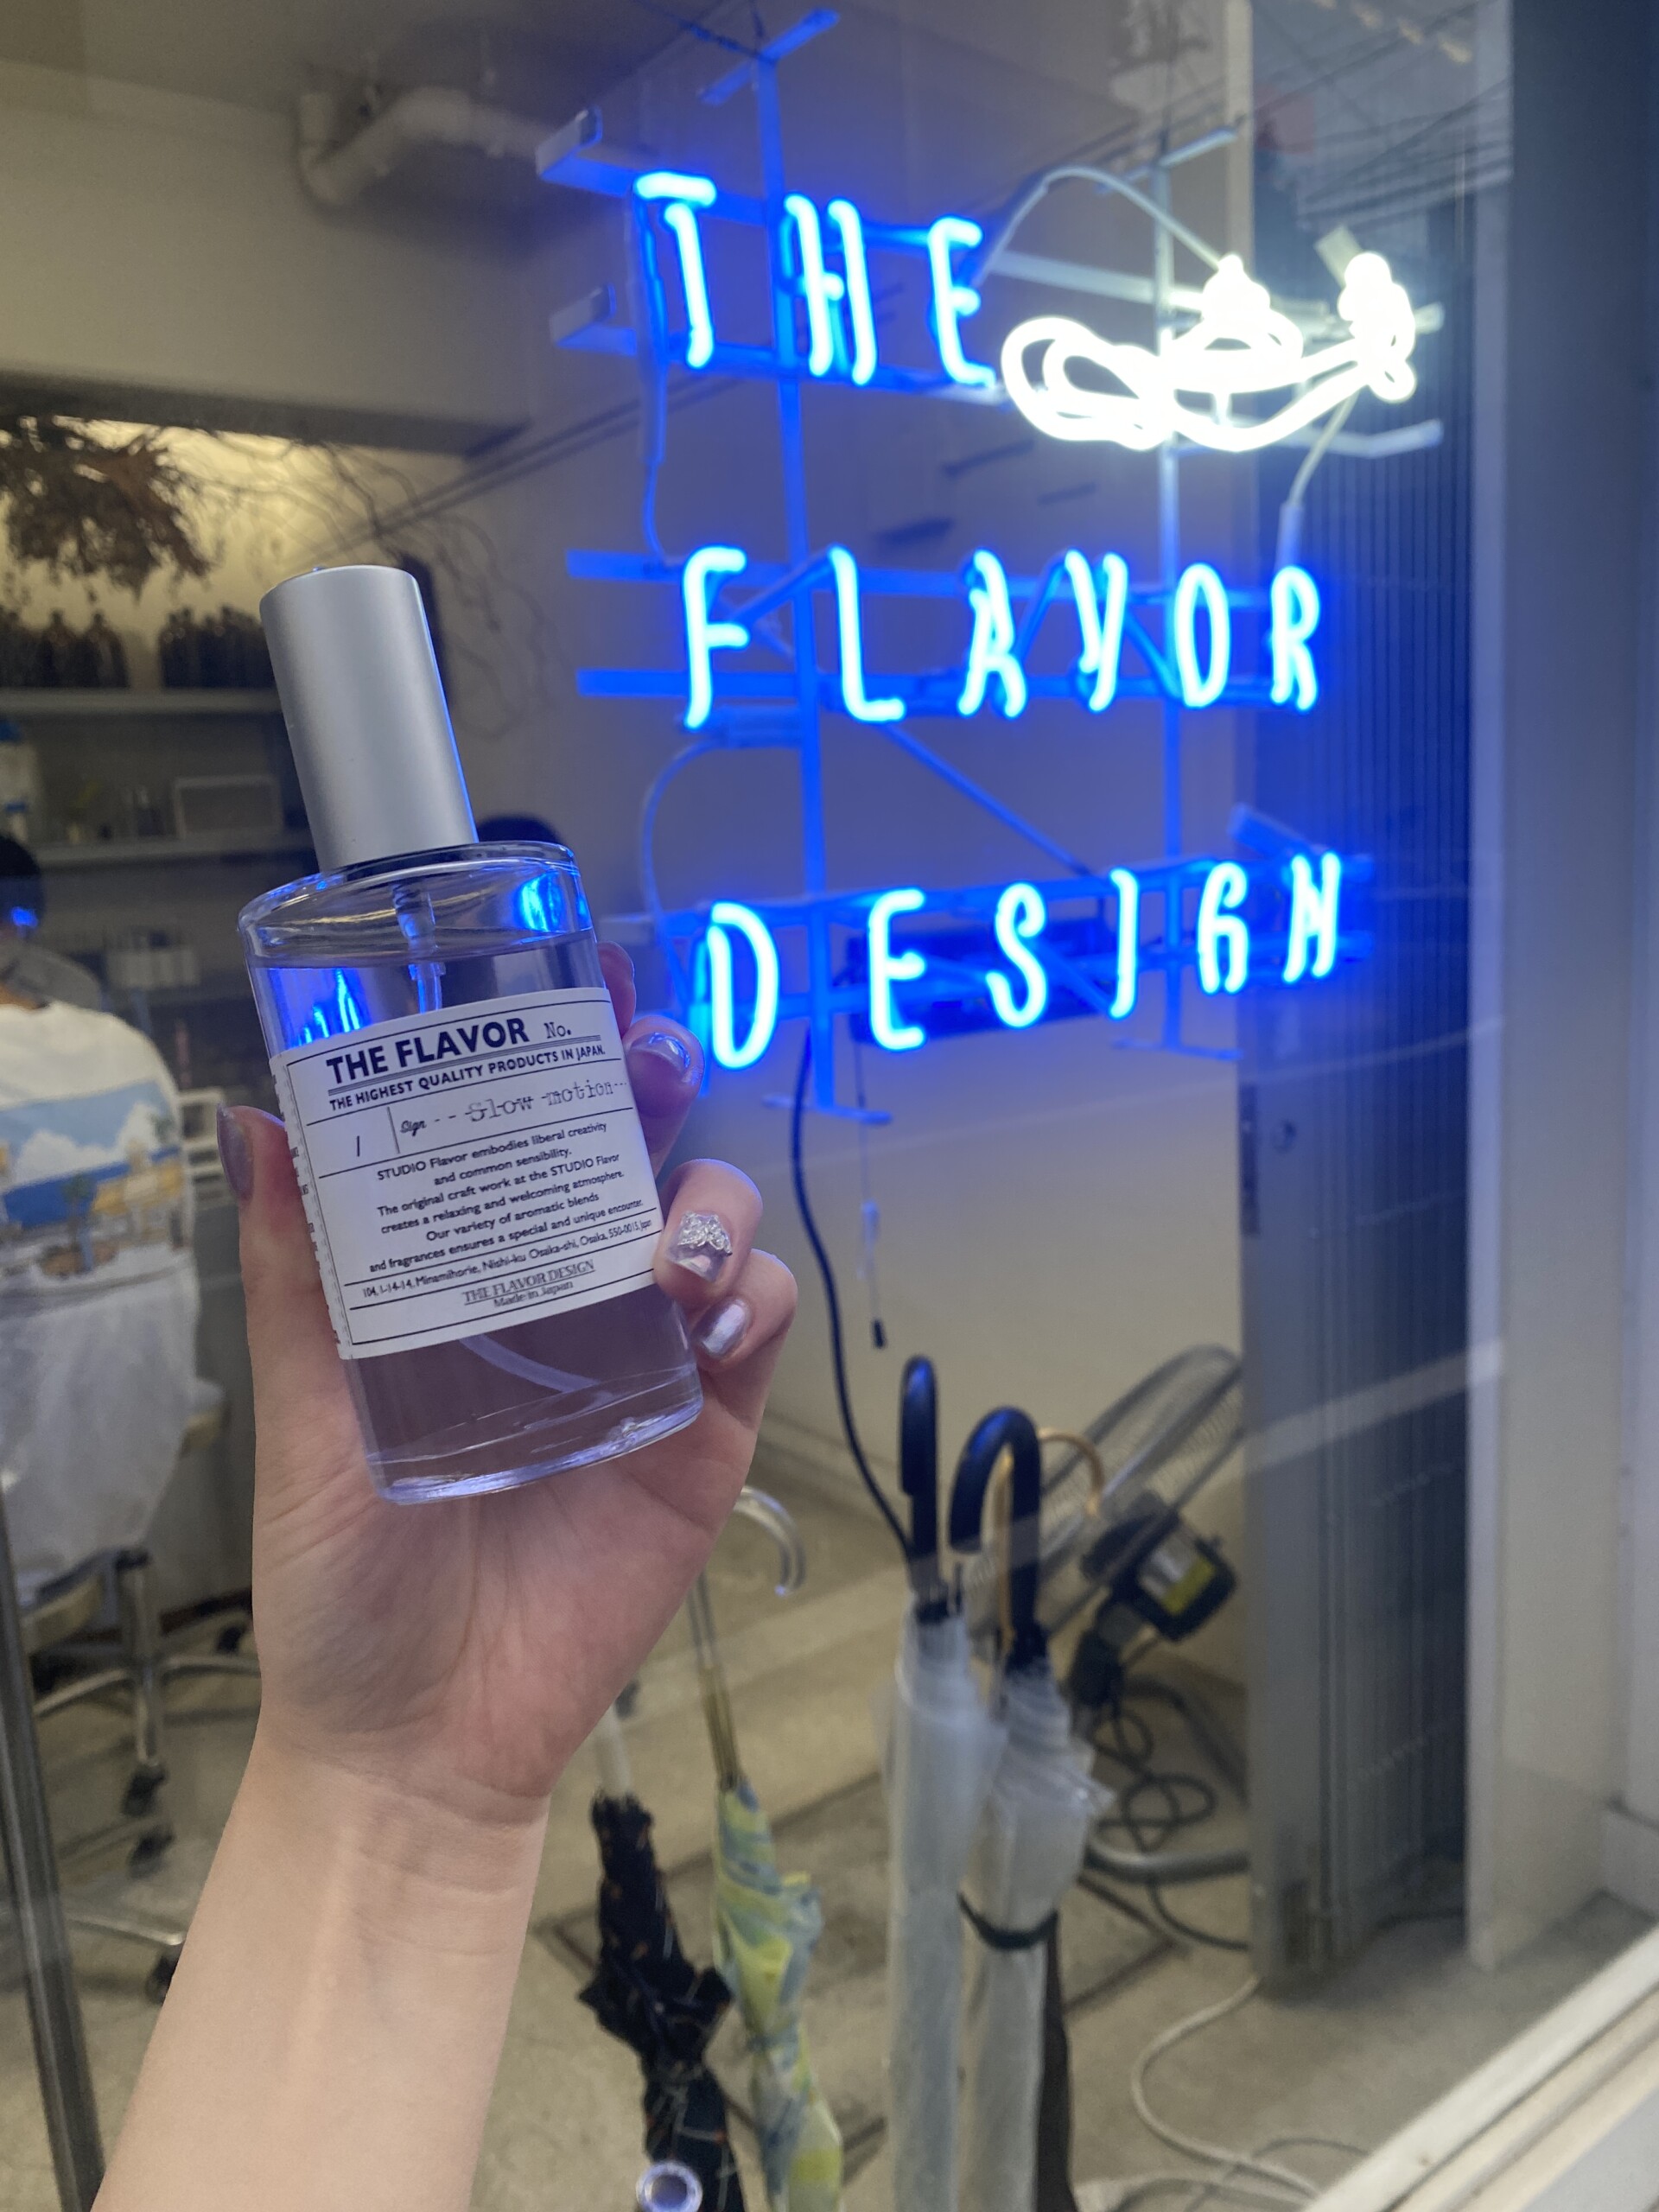 THE
FLAVOR
DESIGN
THE FLAVOR No.
THE HIGHEST QUALITY PRODUCTS IN JAPAN.
/ Sign --- Slow motion---
STUDIO Flavor embodies liberal creativity
and common sensibility.
The original craft work at the STUDIO Flavor
creates a relaxing and welcoming atmosphere.
Our variety of aromatic blends
and fragrances ensures a special and unique encounter.
104, 1-14-14, Minamihorie, Nishi-ku Osaka-shi, Osaka, 550-0015, Japan
THE FLAVOR DESIGN
Made in Japan